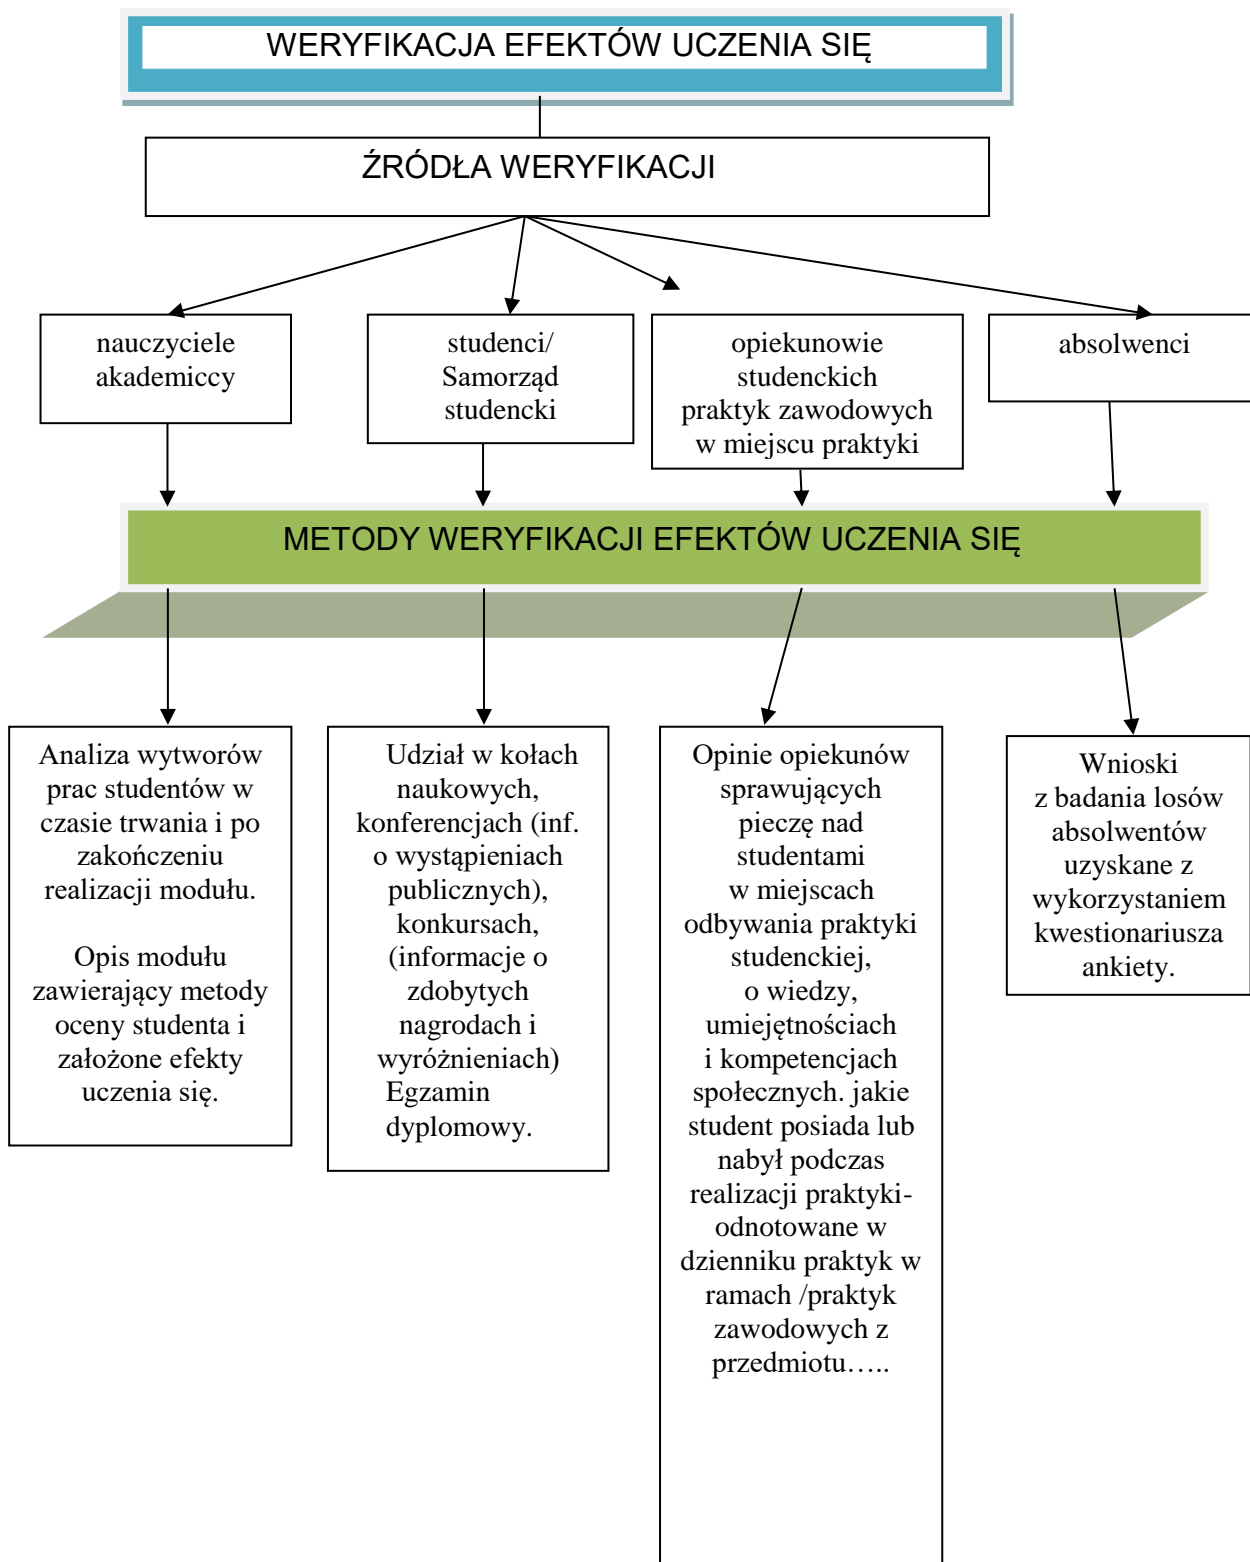 WERYFIKACJA EFEKTÓW UCZENIA SIĘ
ŹRÓDŁA WERYFIKACJI
nauczyciele
akademiccy
studenci/
Samorząd
studencki
opiekunowie
studenckich
praktyk zawodowych
w miejscu praktyki
absolwenci
METODY WERYFIKACJI EFEKTÓW UCZENIA SIĘ
Analiza wytworów
prac studentów w
czasie trwania i po
zakończeniu
realizacji modułu.
Opis modułu
zawierający metody
oceny studenta i
założone efekty
uczenia się.
Udział w kołach
naukowych,
konferencjach (inf.
o wystąpieniach
publicznych),
konkursach,
(informacje o
zdobytych
nagrodach i
wyróżnieniach)
Egzamin
dyplomowy.
Opinie opiekunów
sprawujących
pieczę nad
studentami
w miejscach
odbywania praktyki
studenckiej,
o wiedzy,
umiejętnościach
i kompetencjach
społecznych. jakie
student posiada lub
nabył podczas
realizacji praktyki-
odnotowane w
dzienniku praktyk w
ramach /praktyk
zawodowych z
przedmiotu…..
Wnioski
z badania losów
absolwentów
uzyskane z
wykorzystaniem
kwestionariusza
ankiety.